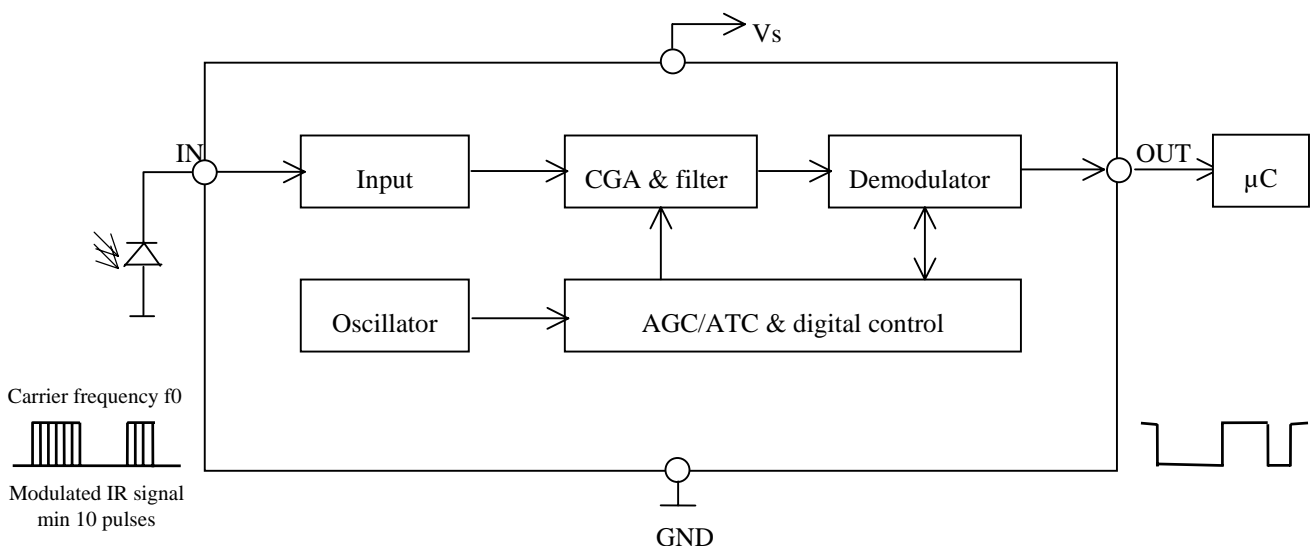 Vs
IN
OUT
Input
CGA & filter
Demodulator
µC
Oscillator
AGC/ATC & digital control
Carrier frequency f0
Modulated IR signal
min 10 pulses
GND